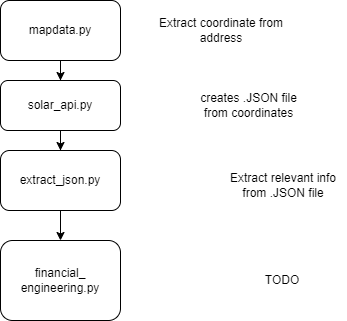 mapdata.py
Extract coordinate from
address
solar_api.py
creates .JSON file
from coordinates
extract_json.py
Extract relevant info
from .JSON file
financial_
engineering.py
TODO